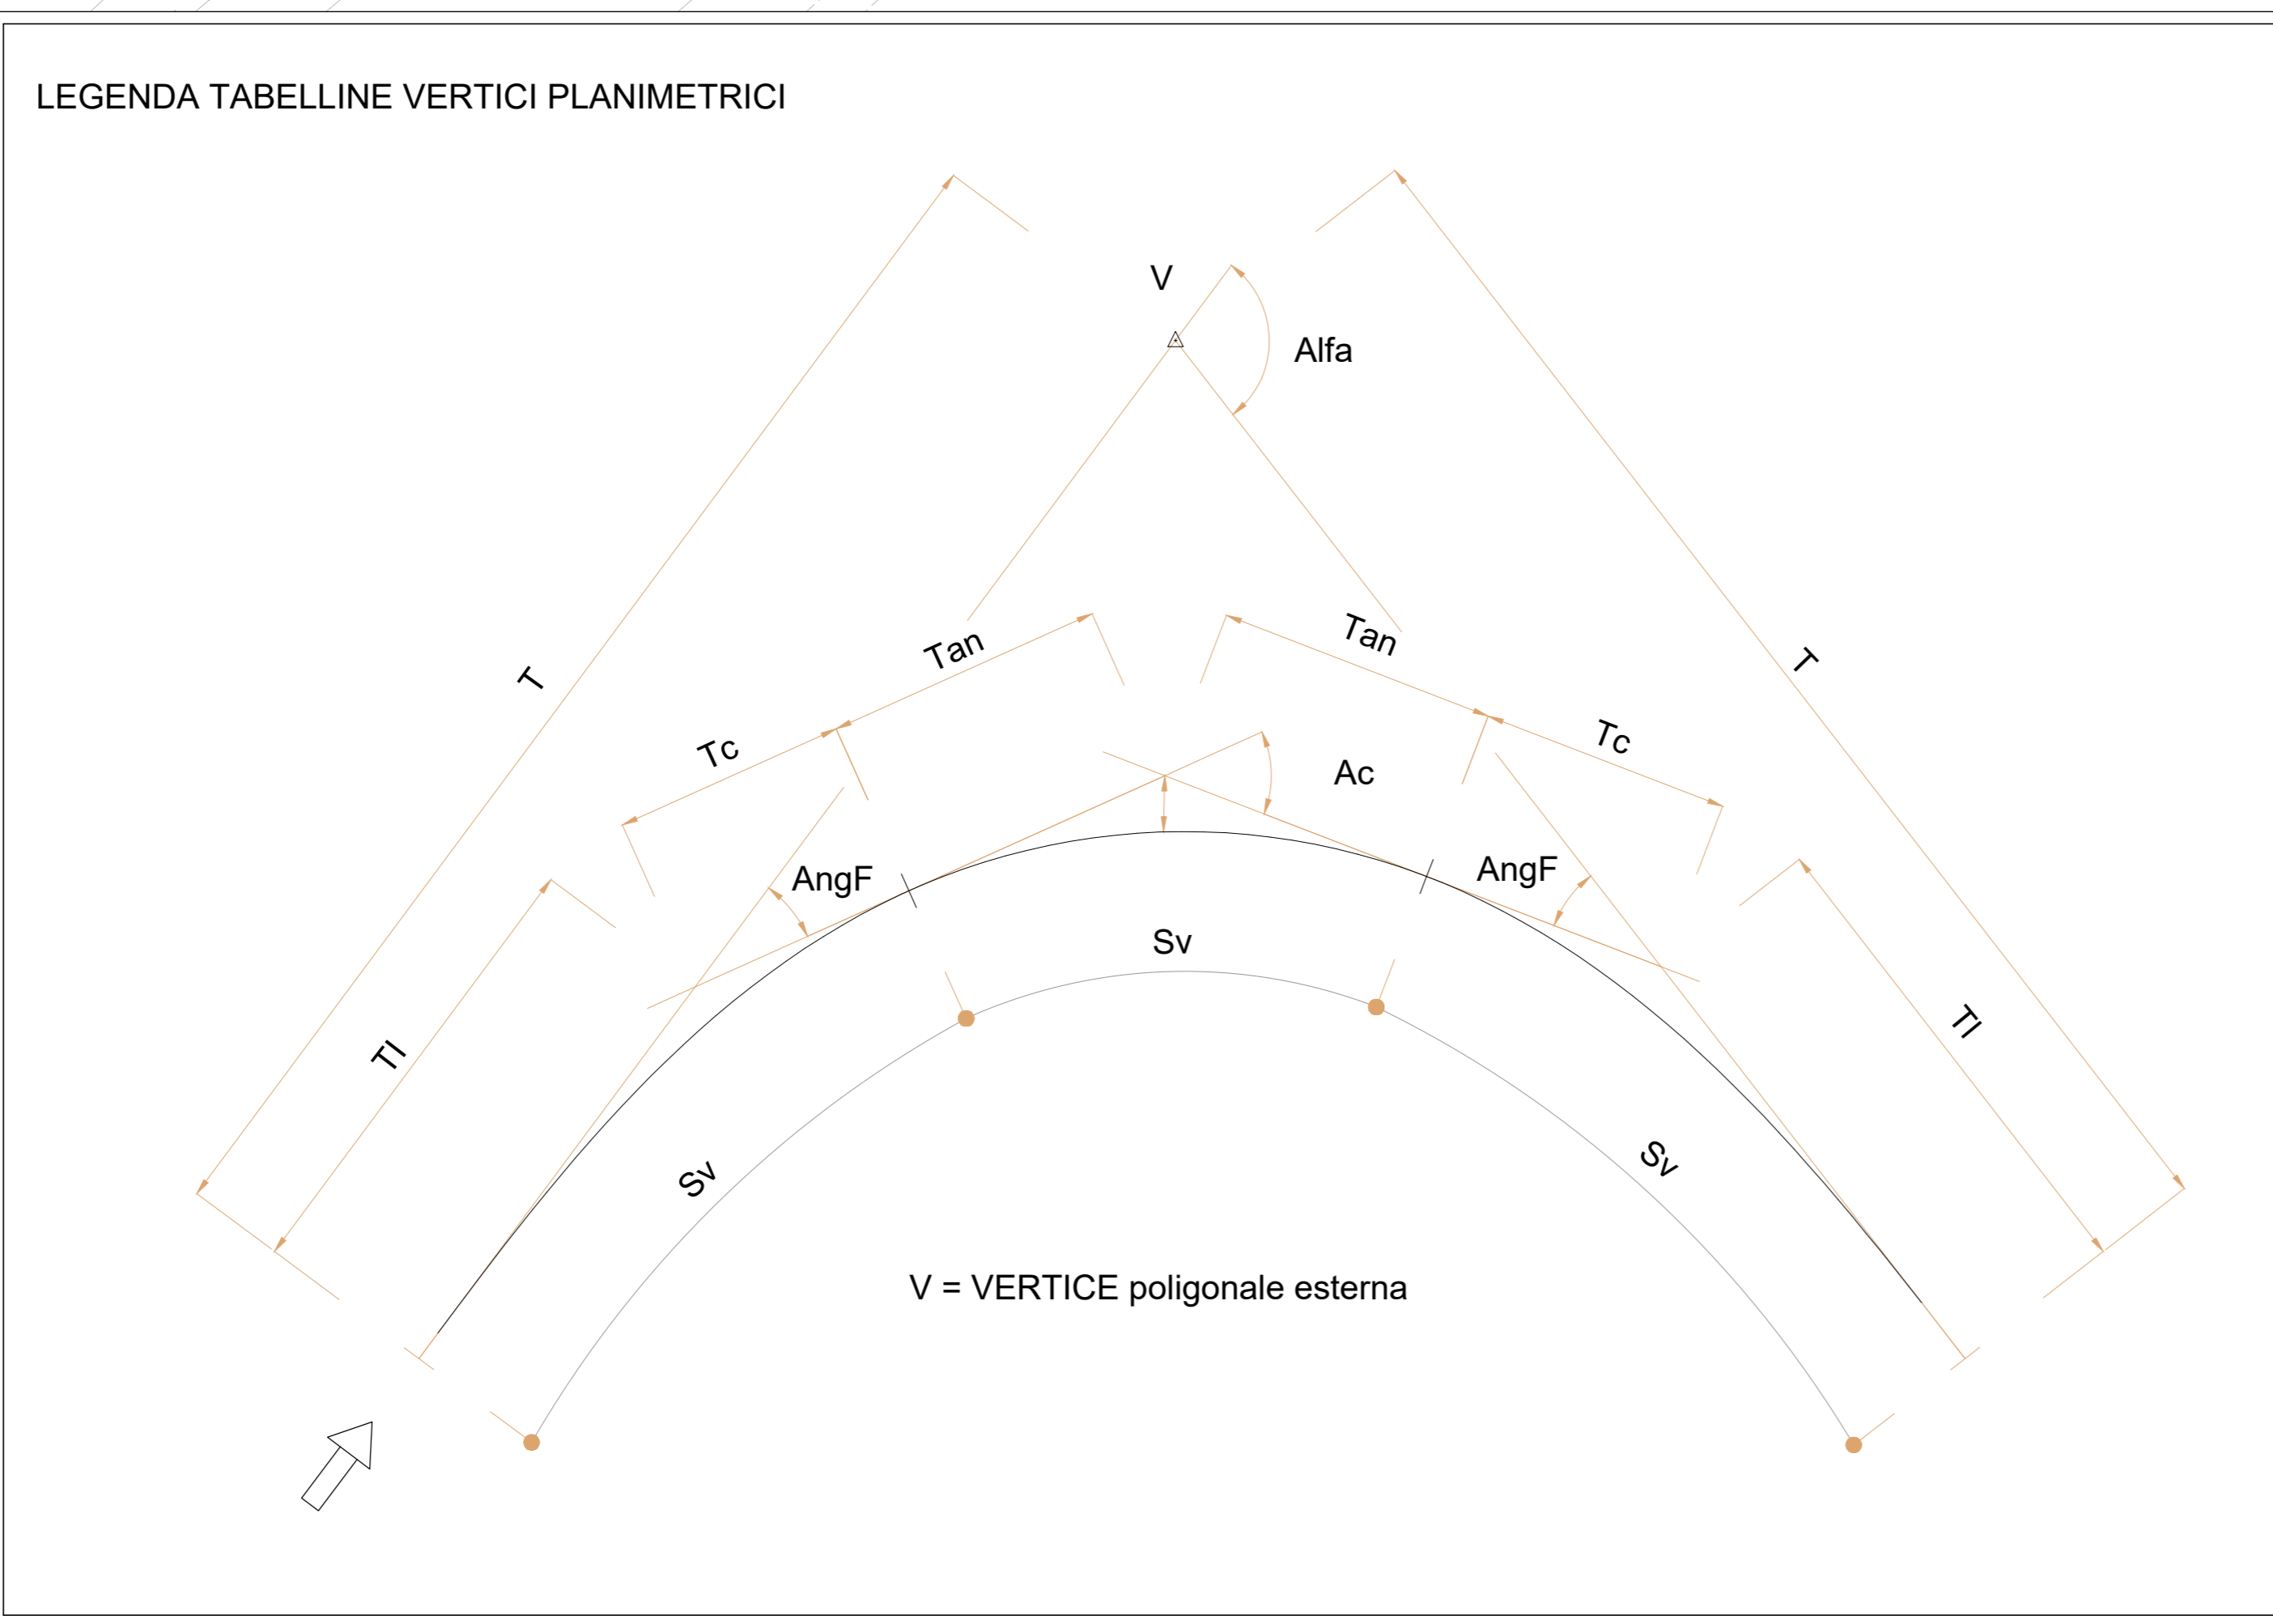 LEGENDA TABELLINE VERTICI PLANIMETRICI
V
Alfa
T
Tan
Tan
T
Tc
Tc
Ac
AngF
AngF
Sv
Tl
Tl
Sv
Sv
V = VERTICE poligonale esterna